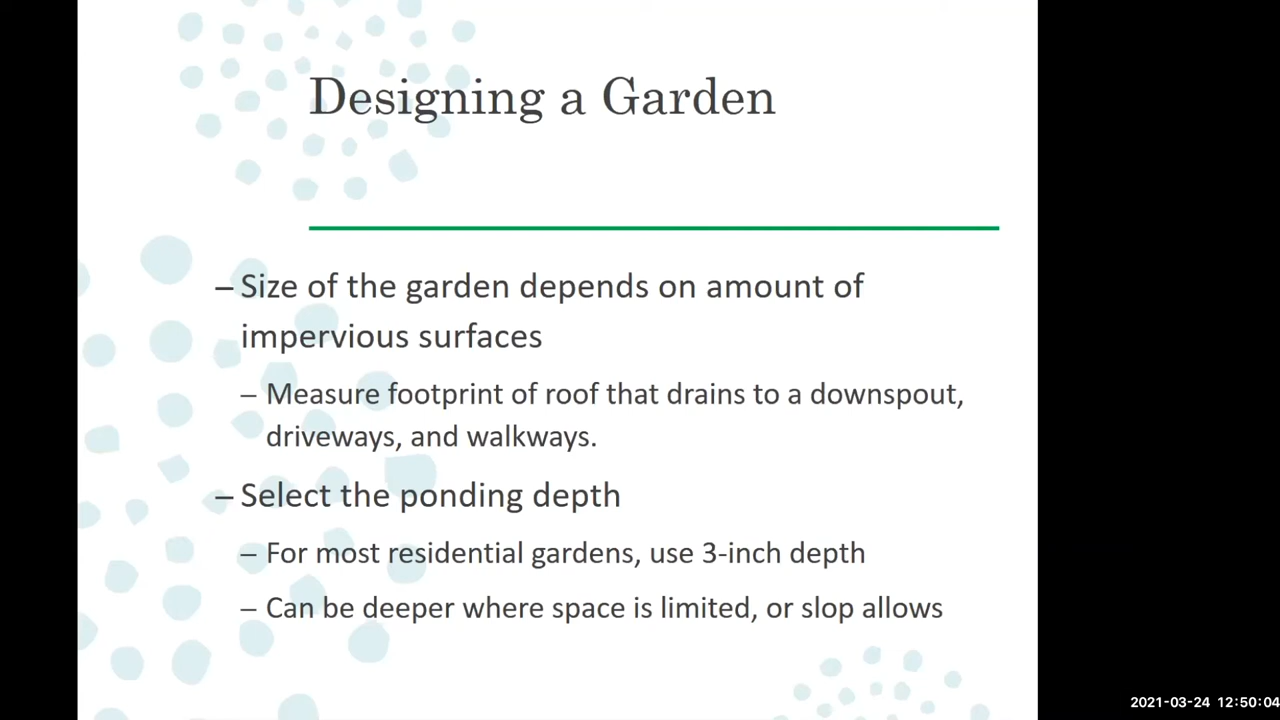 Designing a Garden
– Size of the garden depends on amount of
impervious surfaces
– Measure footprint of roof that drains to a downspout,
driveways, and walkways.
– Select the ponding depth
– For most residential gardens, use 3-inch depth
– Can be deeper where space is limited, or slop allows
2021-03-24 12:50:04